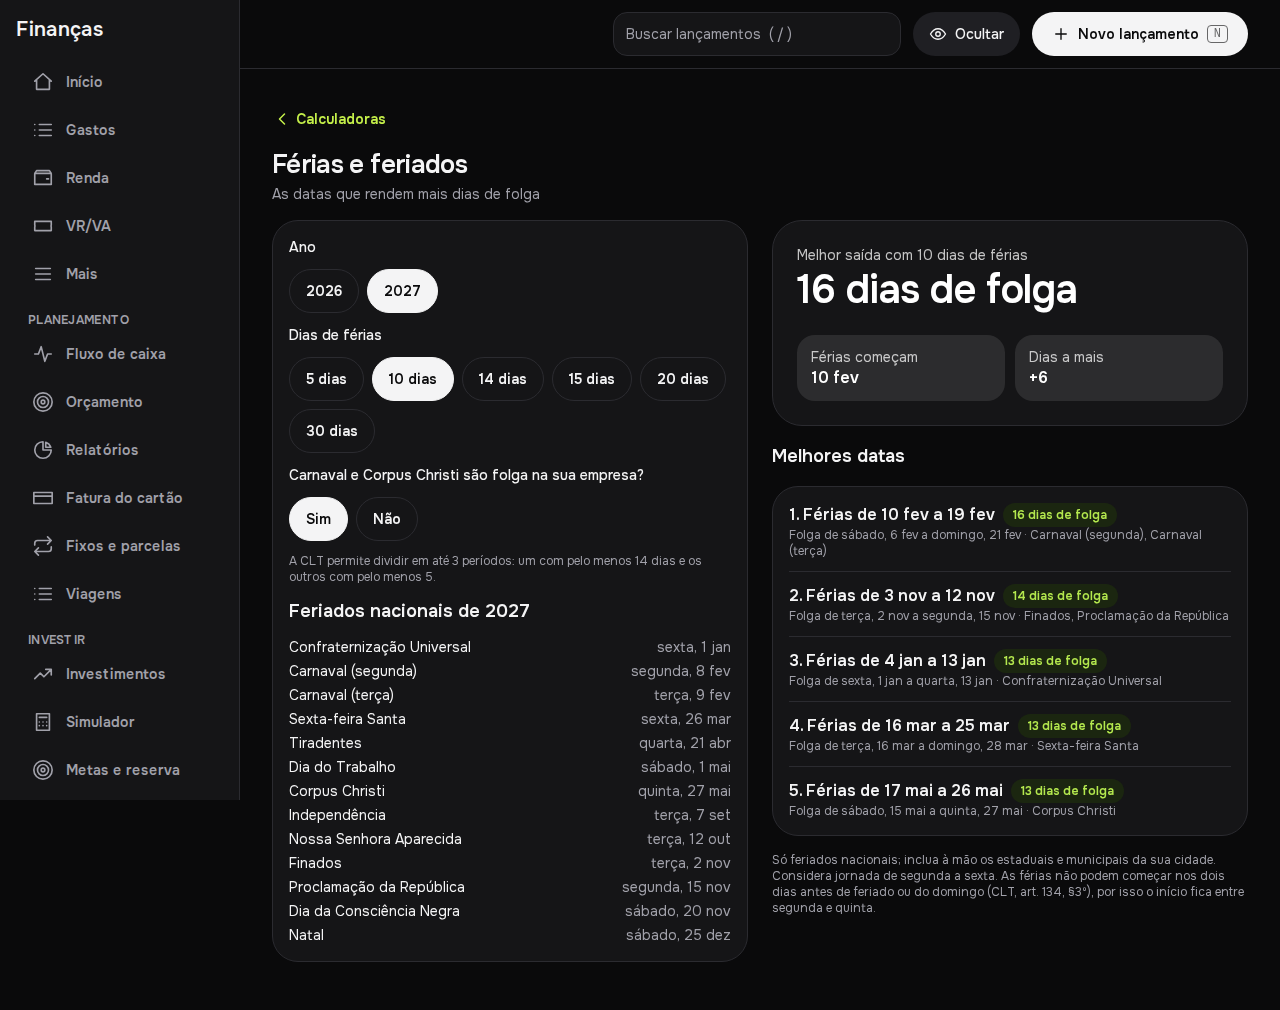 Finanças
Início
Gastos
Renda
VR/VA
Mais
PLANEJAMENTO
Fluxo de caixa
Orçamento
Relatórios
Fatura do cartão
Fixos e parcelas
Viagens
INVESTIR
Investimentos
Simulador
Metas e reserva
Buscar lançamentos ( / )
Ocultar
Novo lançamento N
Calculadoras
Férias e feriados
As datas que rendem mais dias de folga
Ano
2026 2027
Dias de férias
5 dias 10 dias 14 dias 15 dias 20 dias
30 dias
Carnaval e Corpus Christi são folga na sua empresa?
Sim Não
A CLT permite dividir em até 3 períodos: um com pelo menos 14 dias e os
outros com pelo menos 5.
Feriados nacionais de 2027
Confraternização Universal sexta, 1 jan
Carnaval (segunda) segunda, 8 fev
Carnaval (terça) terça, 9 fev
Sexta-feira Santa sexta, 26 mar
Tiradentes quarta, 21 abr
Dia do Trabalho sábado, 1 mai
Corpus Christi quinta, 27 mai
Independência terça, 7 set
Nossa Senhora Aparecida terça, 12 out
Finados terça, 2 nov
Proclamação da República segunda, 15 nov
Dia da Consciência Negra sábado, 20 nov
Natal sábado, 25 dez
Melhor saída com 10 dias de férias
16 dias de folga
Férias começam
10 fev
Dias a mais
+6
Melhores datas
1. Férias de 10 fev a 19 fev 16 dias de folga
Folga de sábado, 6 fev a domingo, 21 fev · Carnaval (segunda), Carnaval
(terça)
2. Férias de 3 nov a 12 nov 14 dias de folga
Folga de terça, 2 nov a segunda, 15 nov · Finados, Proclamação da República
3. Férias de 4 jan a 13 jan 13 dias de folga
Folga de sexta, 1 jan a quarta, 13 jan · Confraternização Universal
4. Férias de 16 mar a 25 mar 13 dias de folga
Folga de terça, 16 mar a domingo, 28 mar · Sexta-feira Santa
5. Férias de 17 mai a 26 mai 13 dias de folga
Folga de sábado, 15 mai a quinta, 27 mai · Corpus Christi
Só feriados nacionais; inclua à mão os estaduais e municipais da sua cidade.
Considera jornada de segunda a sexta. As férias não podem começar nos dois
dias antes de feriado ou do domingo (CLT, art. 134, §3º), por isso o início fica entre
segunda e quinta.